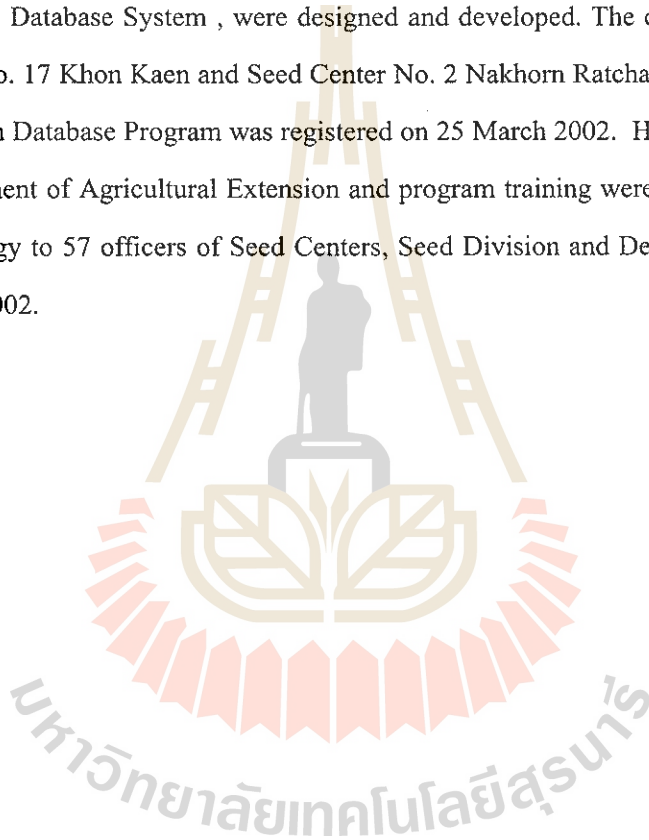 Database System , were designed and developed. The
17 Khon Kaen and Seed Center No. 2 Nakhorn Ratcha
Database Program was registered on 25 March 2002. H
ment of Agricultural Extension and program training were
gy to 57 officers of Seed Centers, Seed Division and De
002.
มหาวิทยาลัยเทคโนโลยีสุรนารี